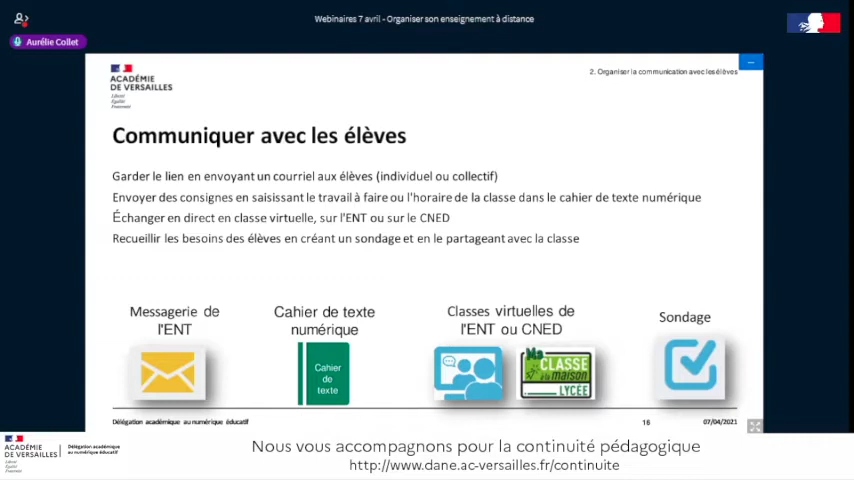 Webinaires 7 avril - Organiser son enseignement à distance
Aurélie Collet
ACADÉMIE
DE VERSAILLES
Liberté
Égalité
Fraternité
2. Organiser la communication avec les élèves
Communiquer avec les élèves
Garder le lien en envoyant un courriel aux élèves (individuel ou collectif)
Envoyer des consignes en saisissant le travail à faire ou l'horaire de la classe dans le cahier de texte numérique
Échanger en direct en classe virtuelle, sur l'ENT ou sur le CNED
Recueillir les besoins des élèves en créant un sondage et en le partageant avec la classe
Messagerie de
l'ENT
Cahier de texte
numérique
Cahier
de
texte
Classes virtuelles de
l'ENT ou CNED
Ma
CLASSE
à la maison
LYCÉE
Sondage
Délégation académique au numérique éducatif
16
07/04/2021
ACADÉMIE
DE VERSAILLES
Liberté
Égalité
Fraternité
Délégation académique
au numérique éducatif
Nous vous accompagnons pour la continuité pédagogique
http://www.dane.ac-versailles.fr/continuite